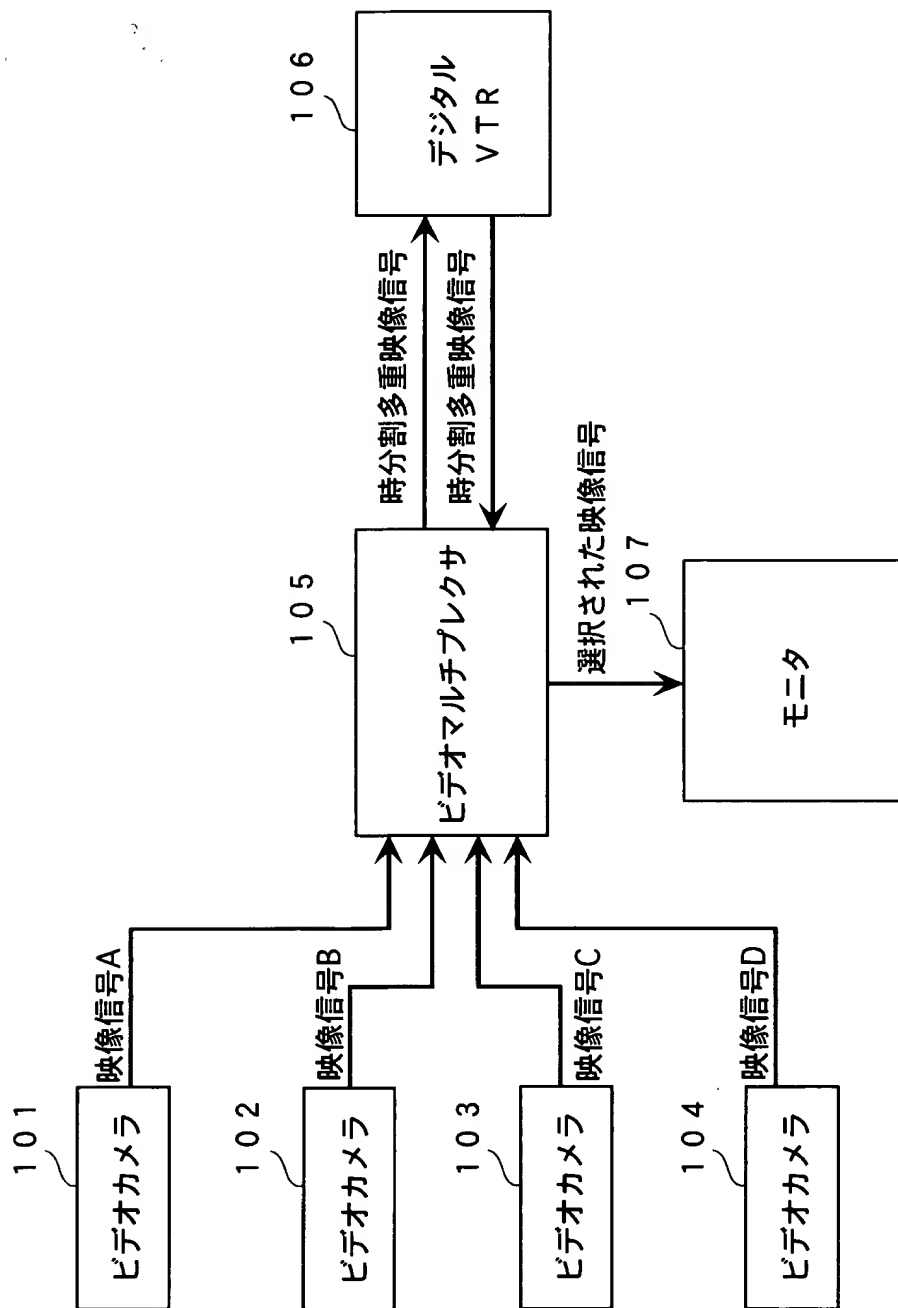 101
ビデオカメラ
映像信号A
102
ビデオカメラ
映像信号B
103
ビデオカメラ
映像信号C
104
ビデオカメラ
映像信号D
105
ビデオマルチプレクサ
時分割多重映像信号
時分割多重映像信号
106
デジタル
VTR
選択された映像信号
107
モニタ